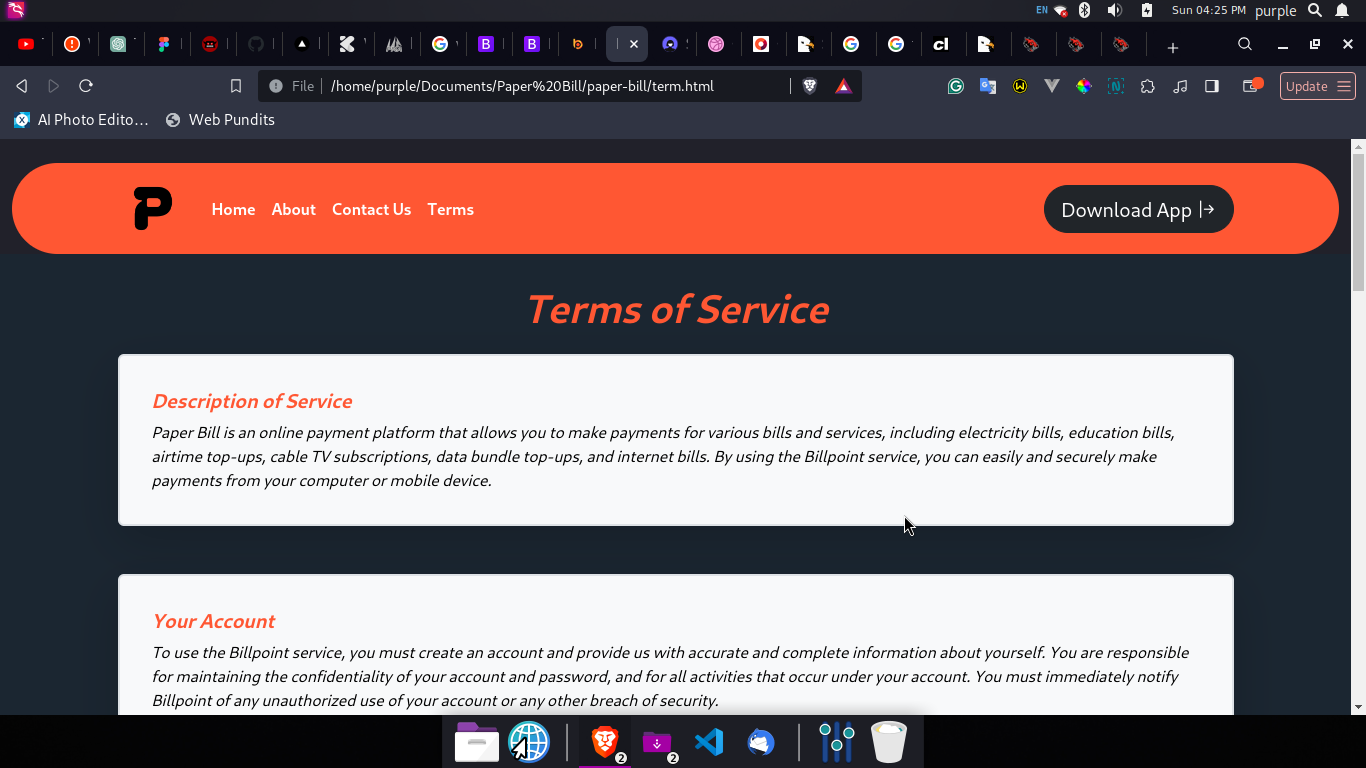 EN
Sun 04:25 PM
purple
File
/home/purple/Documents/Paper%20Bill/paper-bill/term.html
Update
AI Photo Edito…
Web Pundits
Home
About
Contact Us
Terms
Download App
Terms of Service
Description of Service
Paper Bill is an online payment platform that allows you to make payments for various bills and services, including electricity bills, education bills,
airtime top-ups, cable TV subscriptions, data bundle top-ups, and internet bills. By using the Billpoint service, you can easily and securely make
payments from your computer or mobile device.
Your Account
To use the Billpoint service, you must create an account and provide us with accurate and complete information about yourself. You are responsible
for maintaining the confidentiality of your account and password, and for all activities that occur under your account. You must immediately notify
Billpoint of any unauthorized use of your account or any other breach of security.
2
2